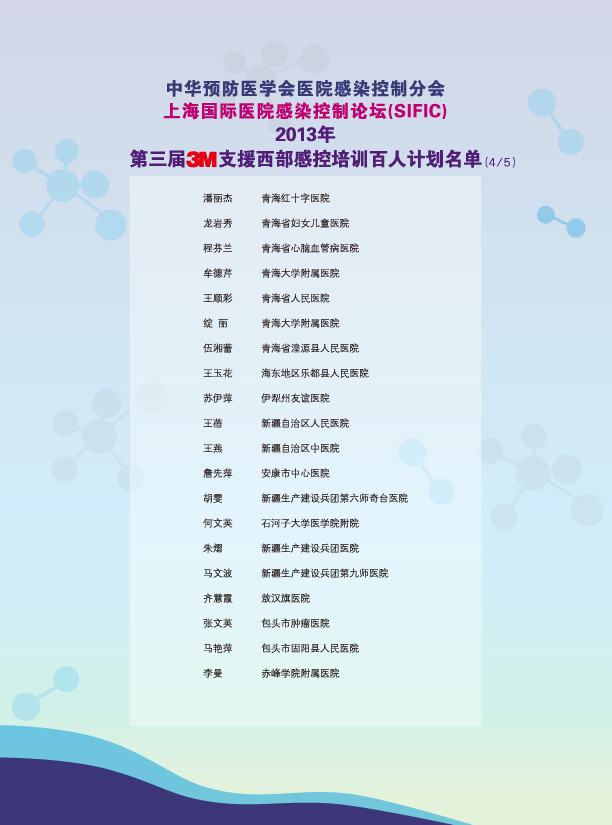 中华预防医学会医院感染控制分会
上海国际医院感染控制论坛(SIFIC)
2013年
第三届3M支援西部感控培训百人计划名单(4/5)
潘丽杰 青海红十字医院
龙岩秀 青海省妇女儿童医院
程芬兰 青海省心脑血管病医院
牟德芹 青海大学附属医院
王顺彩 青海省人民医院
绽 丽 青海大学附属医院
伍湘蕾 青海省湟源县人民医院
王玉花 海东地区乐都县人民医院
苏伊萍 伊犁州友谊医院
王蓓 新疆自治区人民医院
王燕 新疆自治区中医院
詹先萍 安康市中心医院
胡雯 新疆生产建设兵团第六师奇台医院
何文英 石河子大学医学院附院
朱熠 新疆生产建设兵团医院
马文波 新疆生产建设兵团第九师医院
齐慧霞 敖汉旗医院
张文英 包头市肿瘤医院
马艳萍 包头市固阳县人民医院
李曼 赤峰学院附属医院